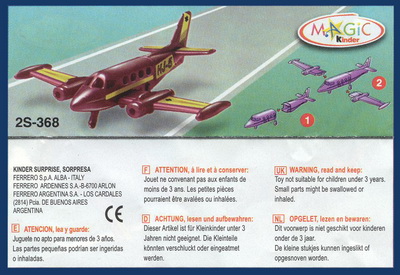 MAGiC
Kinder
2S-368
1
2
KINDER SURPRISE, SORPRESA
FERRERO S.p.A. ALBA - ITALY
FERRERO ARDENNES S.A.-B-6700 ARLON
FERRERO ARGENTINA S.A. - LOS CARDALES
(2814) Pcia. DE BUENOS AIRES
ARGENTINA
CE
E ATENCION, lea y guarde:
Juguete no apto para menores de 3 años.
Las partes pequeñas podrían ser ingeridas
o inhaladas.
F ATTENTION, à lire et à conserver:
Jouet ne convenant pas aux enfants de
moins de 3 ans. Les petites pièces
pourraient être avalées ou inhalées.
D ACHTUNG, lesen und aufbewahren:
Dieser Artikel ist für Kleinkinder unter 3
Jahren nicht geeignet. Die Kleinteile
könnten verschluckt oder eingeatmet
werden.
UK WARNING, read and keep:
Toy not suitable for children under 3 years.
Small parts might be swallowed or
inhaled.
NL OPGELET, lezen en bewaren:
Dit voorwerp is niet geschikt voor kinderen
onder de 3 jaar.
De kleine stukjes kunnen ingeslikt of
opgesnoven worden.